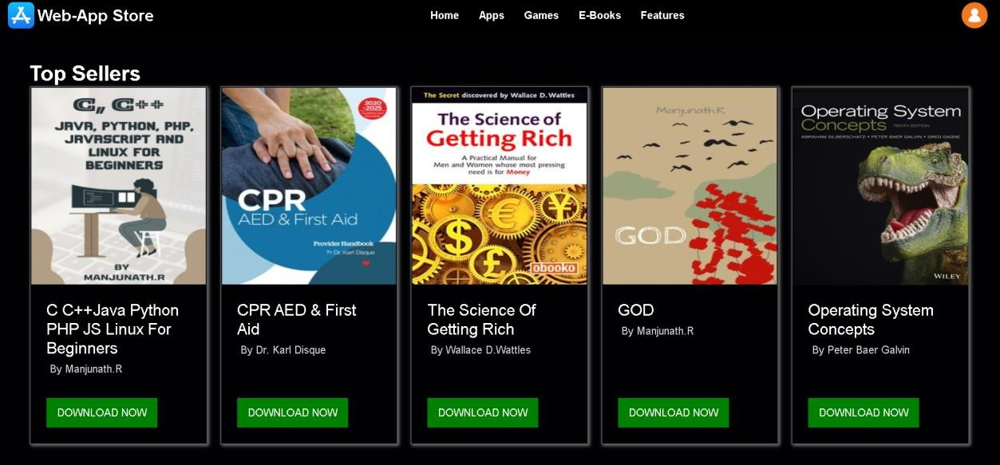 Web-App Store
Home Apps Games E-Books Features
Top Sellers
C,, C++
JAVA, PYTHON, PHP,
JAVASCRIPT AND
LINUX FOR
BEGINNERS
BY
MANJUNATH.R
2020
-2025
CPR
AED & First Aid
Provider Handbook
By Dr. Karl Disque
The Secret discovered by Wallace D. Wattles
The Science of
Getting Rich
A Practical Manual for
Men and Women whose most pressing
need is for Money
obooko
Manjunath.R
GOD
Operating System
Concepts TENTH EDITION
ABRAHAM SILBERSCHATZ • PETER BAER GALVIN • GREG GAGNE
WILEY
C C++Java Python
PHP JS Linux For
Beginners
By Manjunath.R
DOWNLOAD NOW
CPR AED & First
Aid
By Dr. Karl Disque
DOWNLOAD NOW
The Science Of
Getting Rich
By Wallace D.Wattles
DOWNLOAD NOW
GOD
By Manjunath.R
DOWNLOAD NOW
Operating System
Concepts
By Peter Baer Galvin
DOWNLOAD NOW